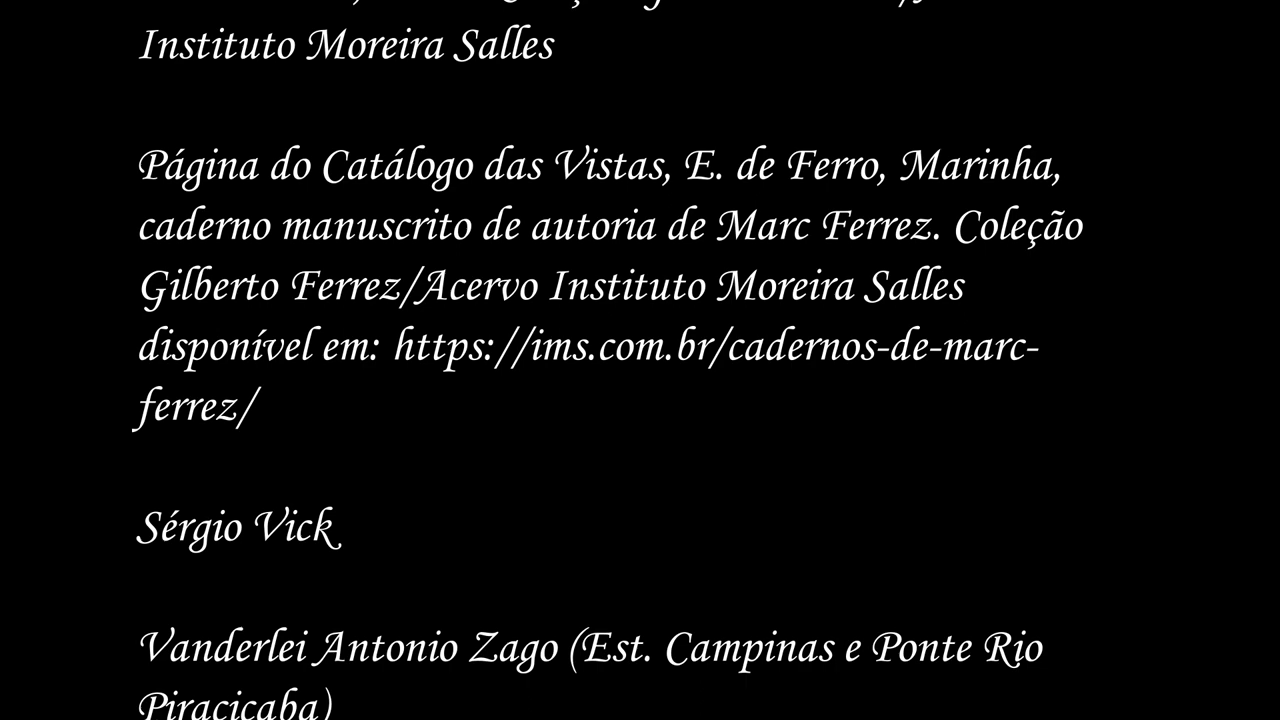 Instituto Moreira Salles
Página do Catálogo das Vistas, E. de Ferro, Marinha,
caderno manuscrito de autoria de Marc Ferrez. Coleção
Gilberto Ferrez/Acervo Instituto Moreira Salles
disponível em: https://ims.com.br/cadernos-de-marc-
ferrez/
Sérgio Vick
Vanderlei Antonio Zago (Est. Campinas e Ponte Rio
Piracicaba)